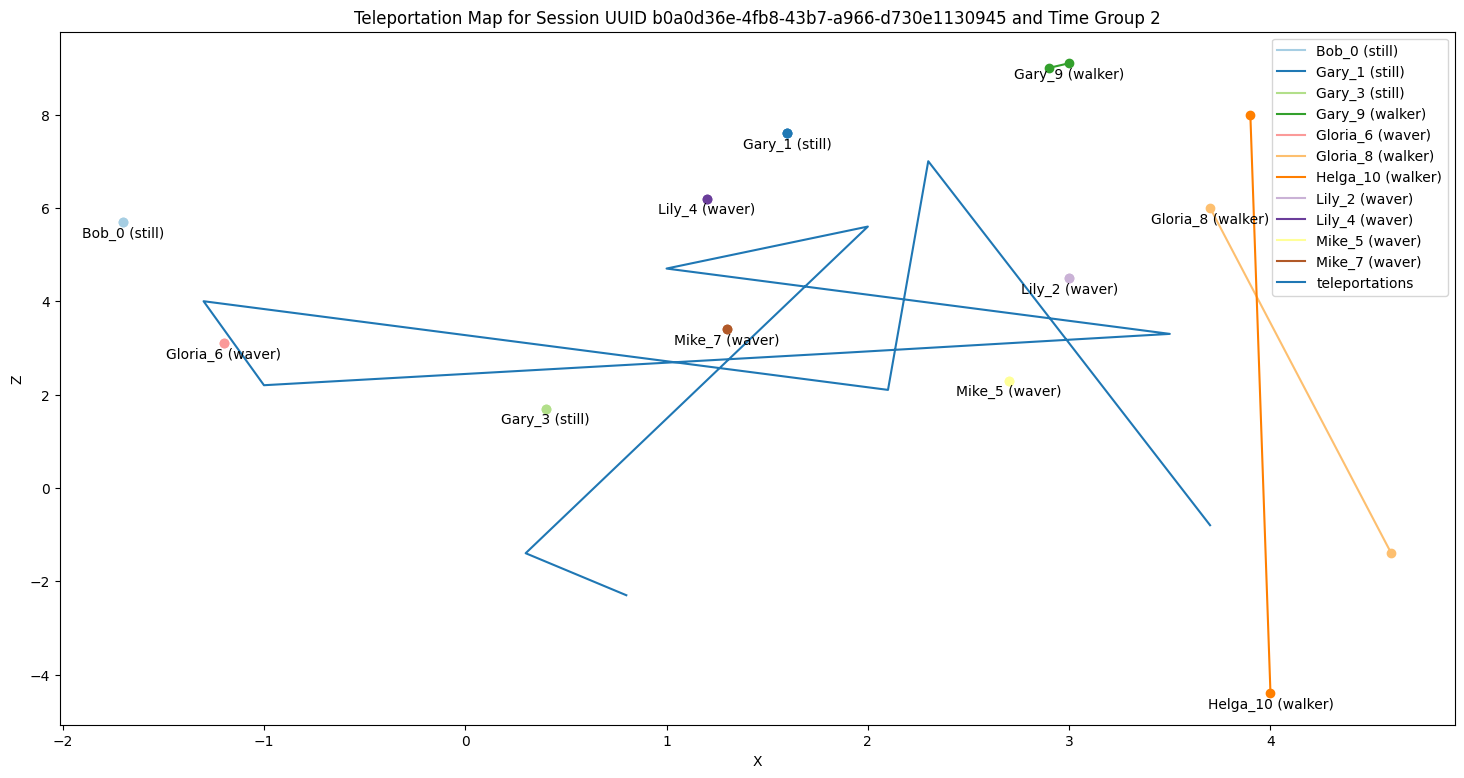 Teleportation Map for Session UUID b0a0d36e-4fb8-43b7-a966-d730e1130945 and Time Group 2
Bob_0 (still)
Gary_1 (still)
Gary_3 (still)
Gary_9 (walker)
Gloria_6 (waver)
Gloria_8 (walker)
Helga_10 (walker)
Lily_2 (waver)
Lily_4 (waver)
Mike_5 (waver)
Mike_7 (waver)
teleportations
Gary_9 (walker)
Gary_1 (still)
Lily_4 (waver)
Gloria_8 (walker)
Bob_0 (still)
Lily_2 (waver)
Mike_7 (waver)
Gloria_6 (waver)
Mike_5 (waver)
Gary_3 (still)
Helga_10 (walker)
Z
8
6
4
2
0
−2
−4
−2
−1
0
1
2
3
4
X